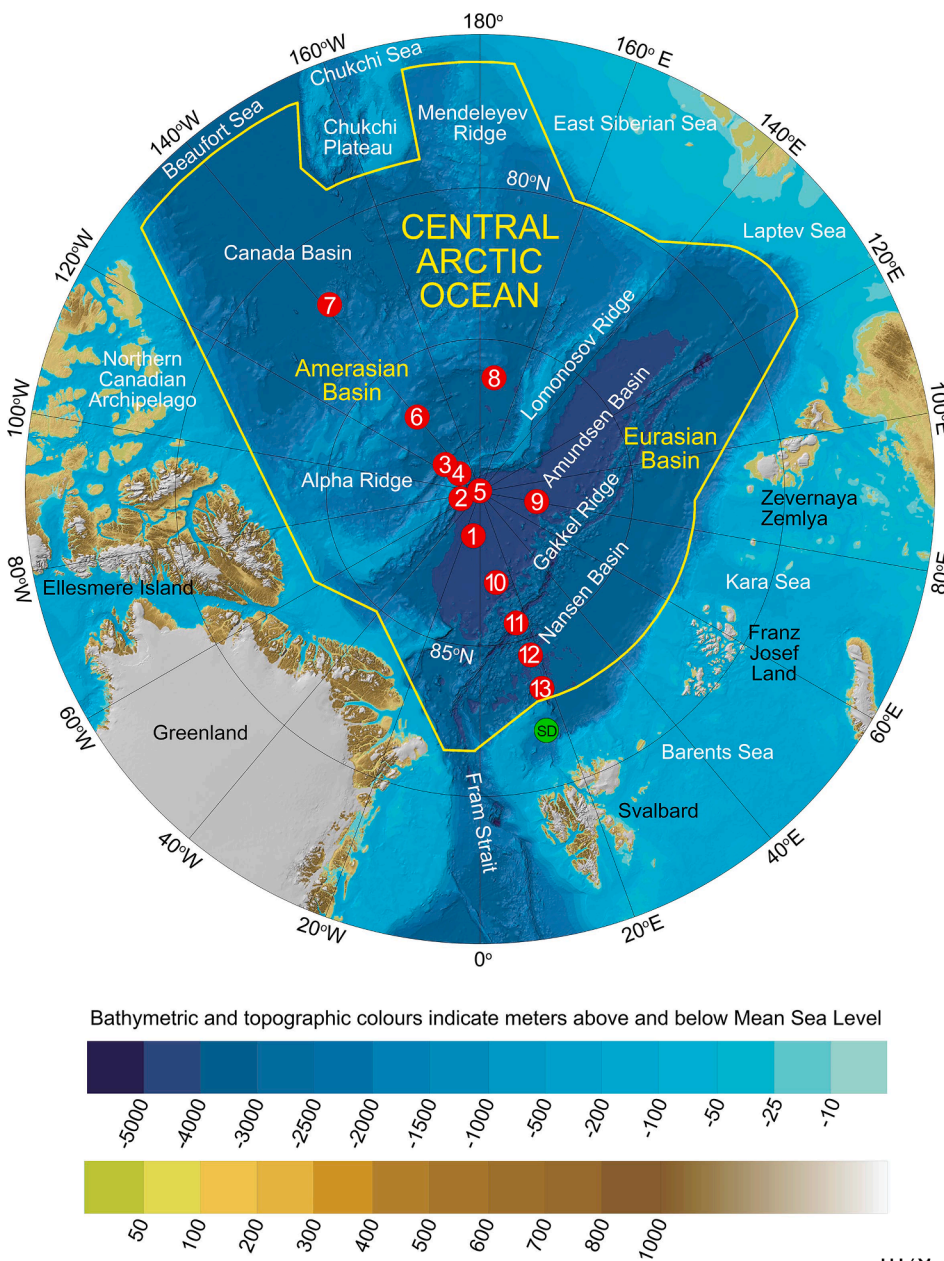 180°
160°W
160° E
Chukchi Sea
140°W
Beaufort Sea
Chukchi
Plateau
Mendeleyev
Ridge
East Siberian Sea
140°E
80°N
Laptev Sea
120°W
Canada Basin
CENTRAL
ARCTIC
OCEAN
120°E
7
Northern
Canadian
Archipelago
Amerasian
Basin
8
Lomonosov Ridge
6
100°W
100°E
Amundsen Basin
Eurasian
Basin
3
4
Alpha Ridge
2
5
9
Zevernaya
Zemlya
1
Gakkel Ridge
80°W
Ellesmere Island
10
Nansen Basin
Kara Sea
80°E
11
85°N
12
Franz
Josef
Land
13
60°W
60°E
Greenland
SD
Barents Sea
Fram Strait
Svalbard
40°W
40°E
20°W
20°E
0°
Bathymetric and topographic colours indicate meters above and below Mean Sea Level
-5000 -4000 -3000 -2500 -2000 -1500 -1000 -500 -200 -100 -50 -25 -10
50 100 200 300 400 500 600 700 800 1000